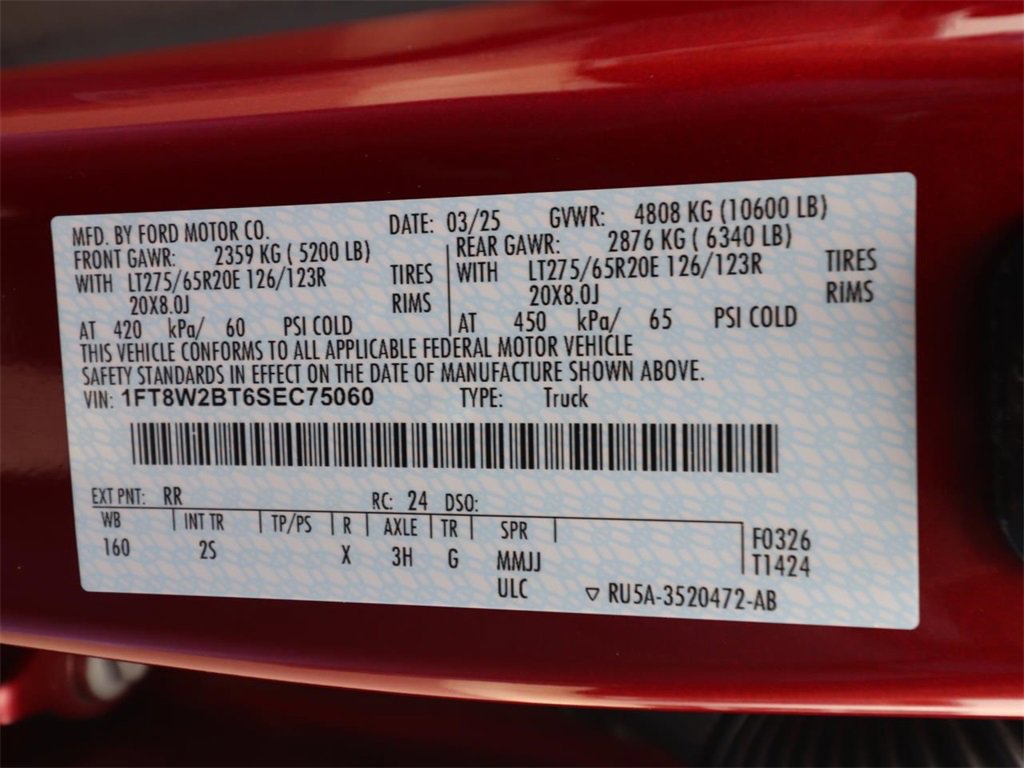 MFD. BY FORD MOTOR CO. DATE: 03/25 GVWR: 4808 KG (10600 LB)
FRONT GAWR: 2359 KG ( 5200 LB) REAR GAWR: 2876 KG ( 6340 LB)
WITH LT275/65R20E 126/123R TIRES WITH LT275/65R20E 126/123R TIRES
20X8.0J RIMS 20X8.0J RIMS
AT 420 kPa/ 60 PSI COLD AT 450 kPa/ 65 PSI COLD
THIS VEHICLE CONFORMS TO ALL APPLICABLE FEDERAL MOTOR VEHICLE
SAFETY STANDARDS IN EFFECT ON THE DATE OF MANUFACTURE SHOWN ABOVE.
VIN: 1FT8W2BT6SEC75060 TYPE: Truck
EXT PNT: RR RC: 24 DSO:
WB INT TR TP/PS R AXLE TR SPR F0326
160 2S X 3H G MMJJ T1424
ULC ▽ RU5A-3520472-AB